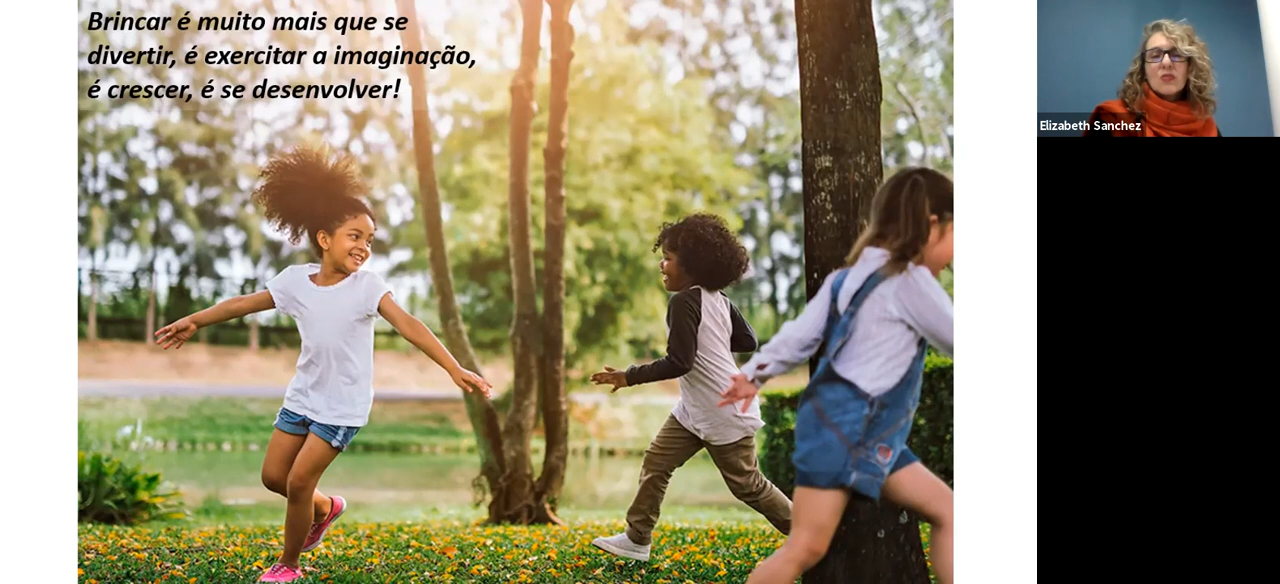 Brincar é muito mais que se
divertir, é exercitar a imaginação,
é crescer, é se desenvolver!
Elizabeth Sanchez